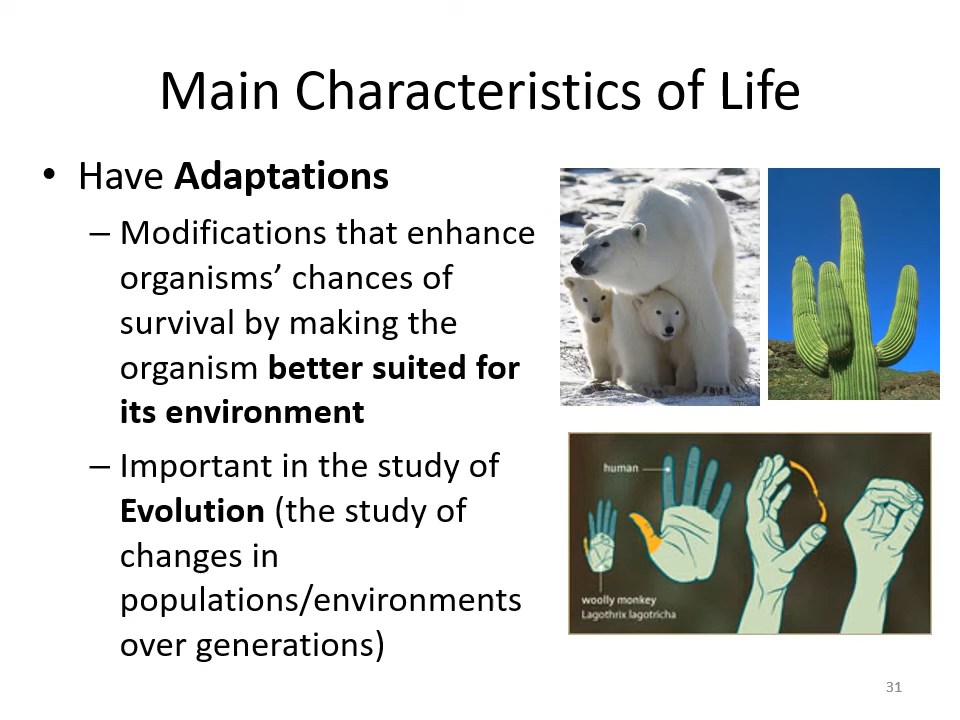 Main Characteristics of Life
• Have Adaptations
– Modifications that enhance
organisms’ chances of
survival by making the
organism better suited for
its environment
– Important in the study of
Evolution (the study of
changes in
populations/environments
over generations)
human
woolly monkey
Lagothrix lagotricha
31